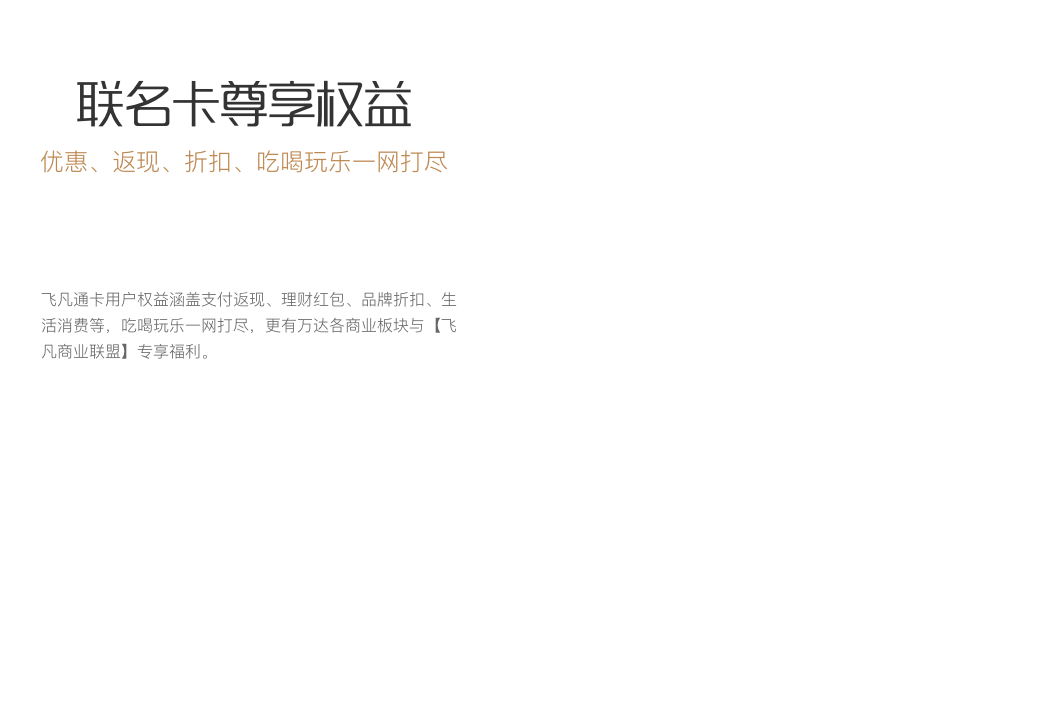 联名卡尊享权益
优惠、返现、折扣、吃喝玩乐一网打尽
飞凡通卡用户权益涵盖支付返现、理财红包、品牌折扣、生
活消费等，吃喝玩乐一网打尽，更有万达各商业板块与【飞
凡商业联盟】专享福利。